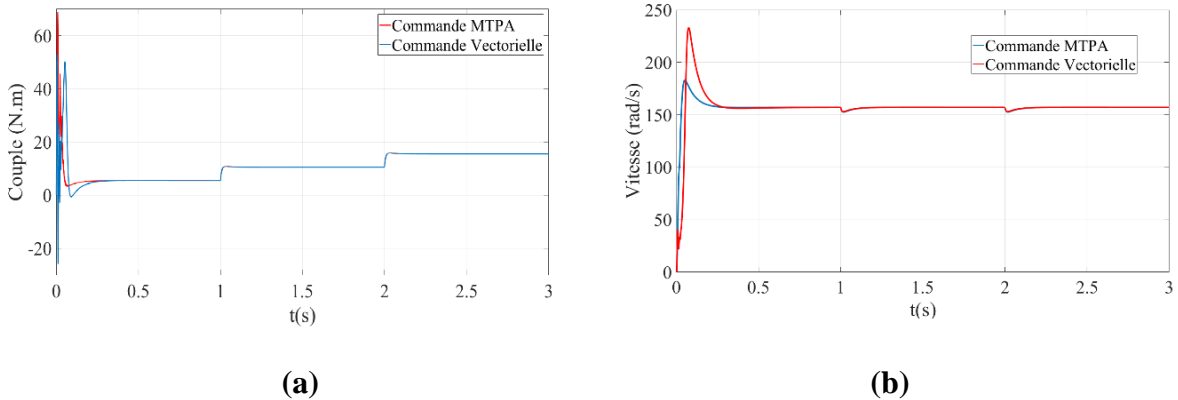 60
40
20
0
-20
Couple (N.m)
Commande MTPA
Commande Vectorielle
0
0.5
1
1.5
2
2.5
3
t(s)
(a)
250
200
150
100
50
0
Vitesse (rad/s)
Commande MTPA
Commande Vectorielle
0
0.5
1
1.5
2
2.5
3
t(s)
(b)